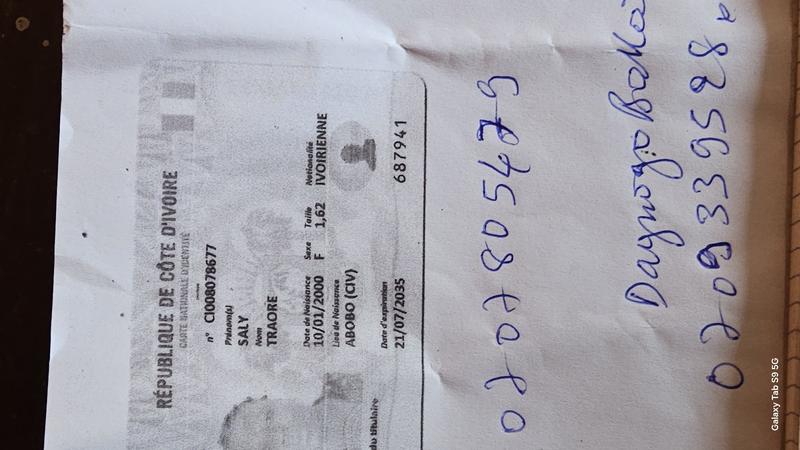 RÉPUBLIQUE DE CÔTE D'IVOIRE
CARTE NATIONALE D'IDENTITÉ
n° CI008078677
Prénom(s)
SALY
Nom
TRAORE
Date de Naissance Sexe Taille Nationalité
10/01/2000 F 1,62 IVOIRIENNE
Lieu de Naissance
ABOBO (CIV)
Date d'expiration
21/07/2035
687941
du titulaire
0707805479
Dagnogo
0709339528
Galaxy Tab S9 5G